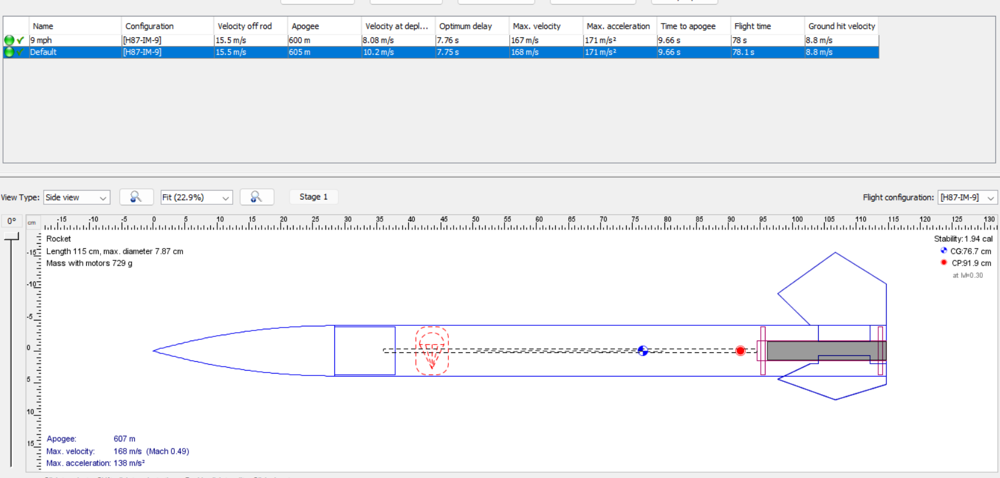 Name Configuration Velocity off rod Apogee Velocity at depl... Optimum delay Max. velocity Max. acceleration Time to apogee Flight time Ground hit velocity
9 mph [H87-IM-9] 15.5 m/s 600 m 8.08 m/s 7.76 s 167 m/s 171 m/s² 9.66 s 78 s 8.8 m/s
Default [H87-IM-9] 15.5 m/s 605 m 10.2 m/s 7.75 s 168 m/s 171 m/s² 9.66 s 78.1 s 8.8 m/s
View Type: Side view Fit (22.9%) Stage 1 Flight configuration: [H87-IM-9]
0° cm -15 -10 -5 0 5 10 15 20 25 30 35 40 45 50 55 60 65 70 75 80 85 90 95 100 105 110 115 120 125 130
Rocket
Length 115 cm, max. diameter 7.87 cm
Mass with motors 729 g
Stability:1.94 cal
CG:76.7 cm
CP:91.9 cm
at M=0.30
-15
-10
-5
0
5
10
15
Apogee: 607 m
Max. velocity: 168 m/s (Mach 0.49)
Max. acceleration: 138 m/s²